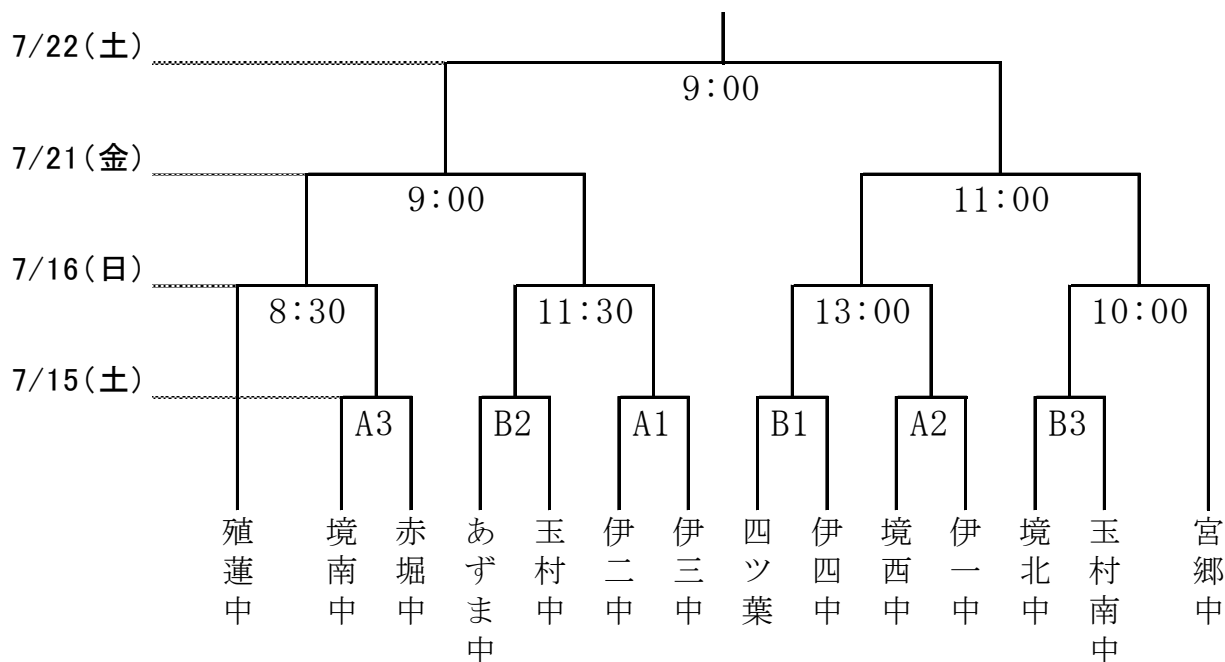 7/22(土)
9:00
7/21(金)
9:00
11:00
7/16(日)
8:30
11:30
13:00
10:00
7/15(土)
A3
B2
A1
B1
A2
B3
殖蓮中
境南中
赤堀中
あずま中
玉村中
伊二中
伊三中
四ツ葉
伊四中
境西中
伊一中
境北中
玉村南中
宮郷中